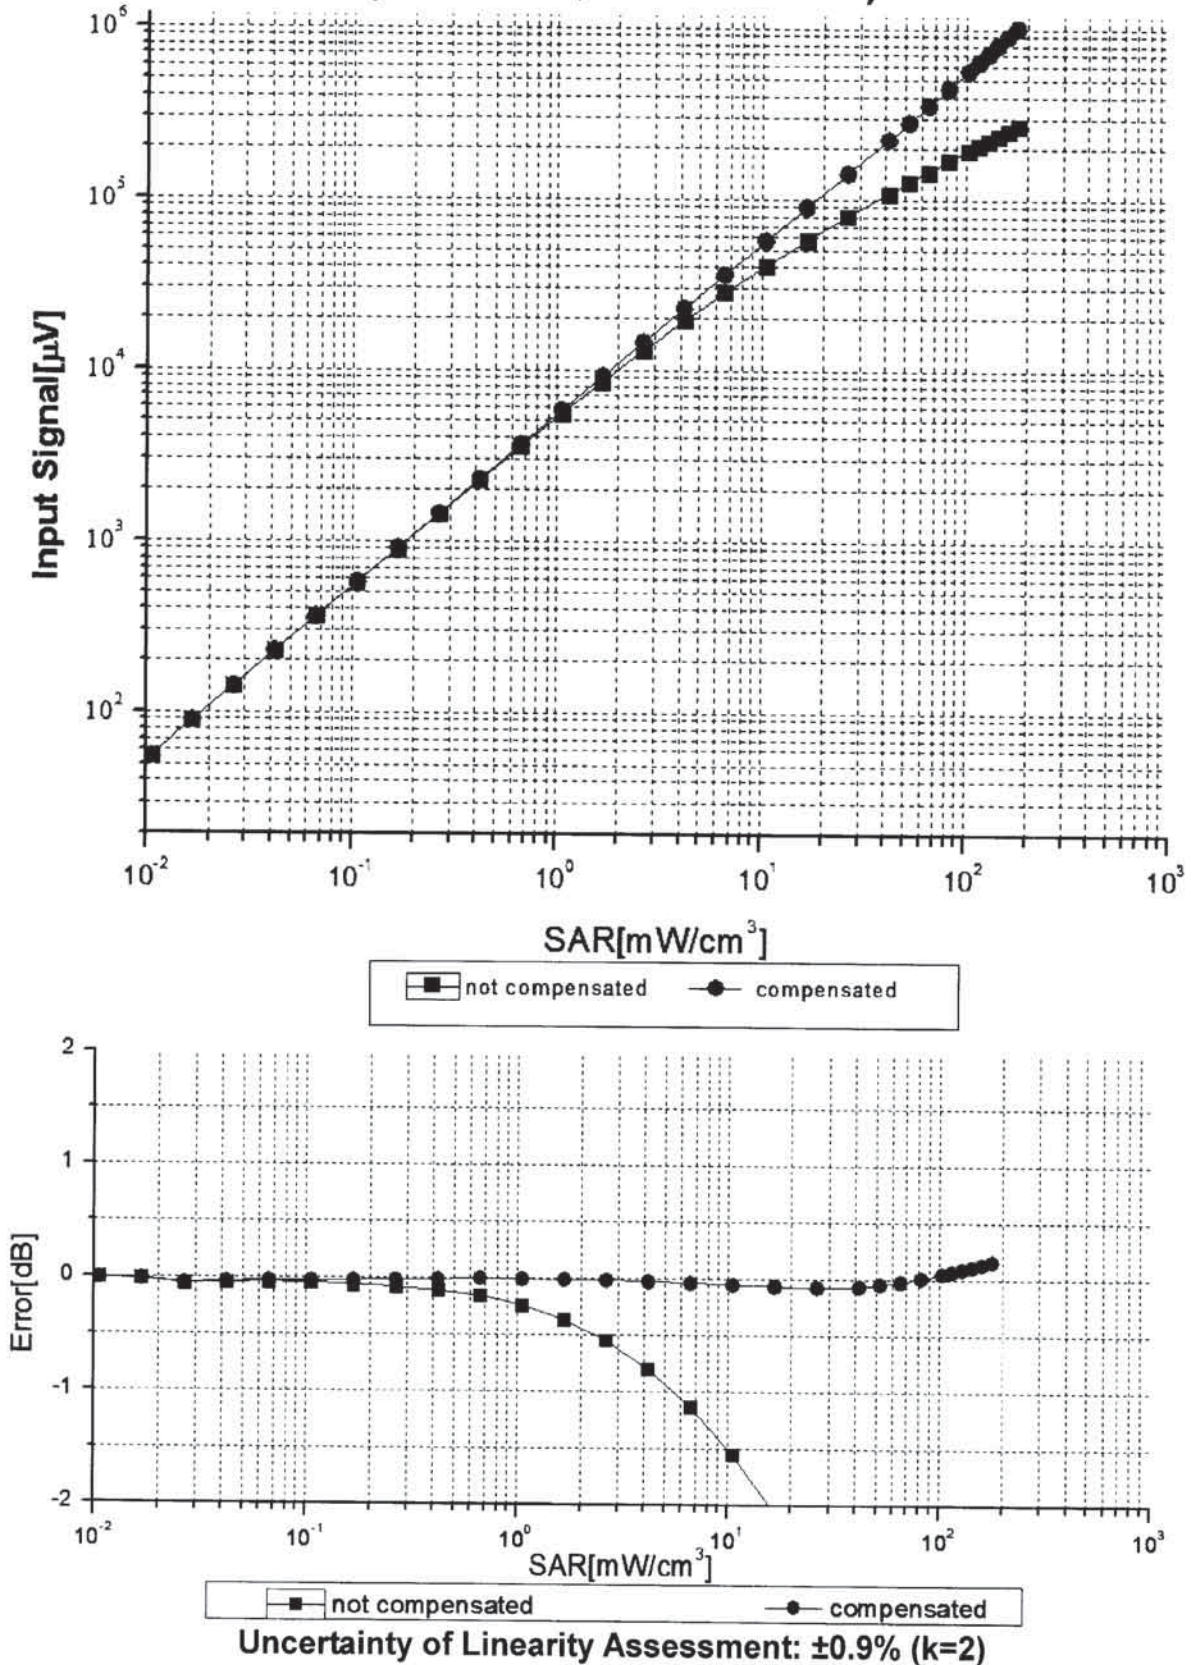 10⁶
10⁵
10⁴
10³
10²
Input Signal[µV]
10⁻² 10⁻¹ 10⁰ 10¹ 10² 10³
SAR[mW/cm³]
not compensated compensated
2
1
0
-1
-2
Error[dB]
10⁻² 10⁻¹ 10⁰ 10¹ 10² 10³
SAR[mW/cm³]
not compensated compensated
Uncertainty of Linearity Assessment: ±0.9% (k=2)